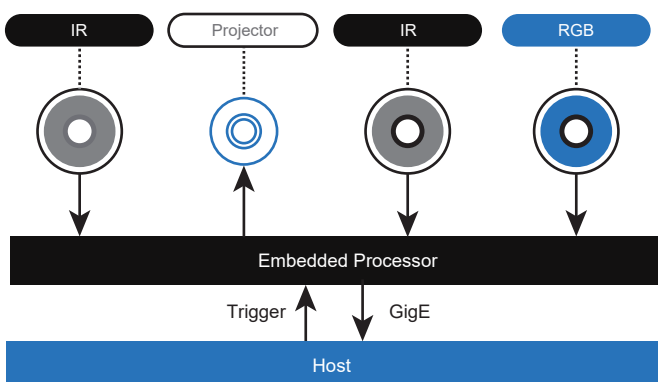 IR
Projector
IR
RGB
Embedded Processor
Trigger
GigE
Host